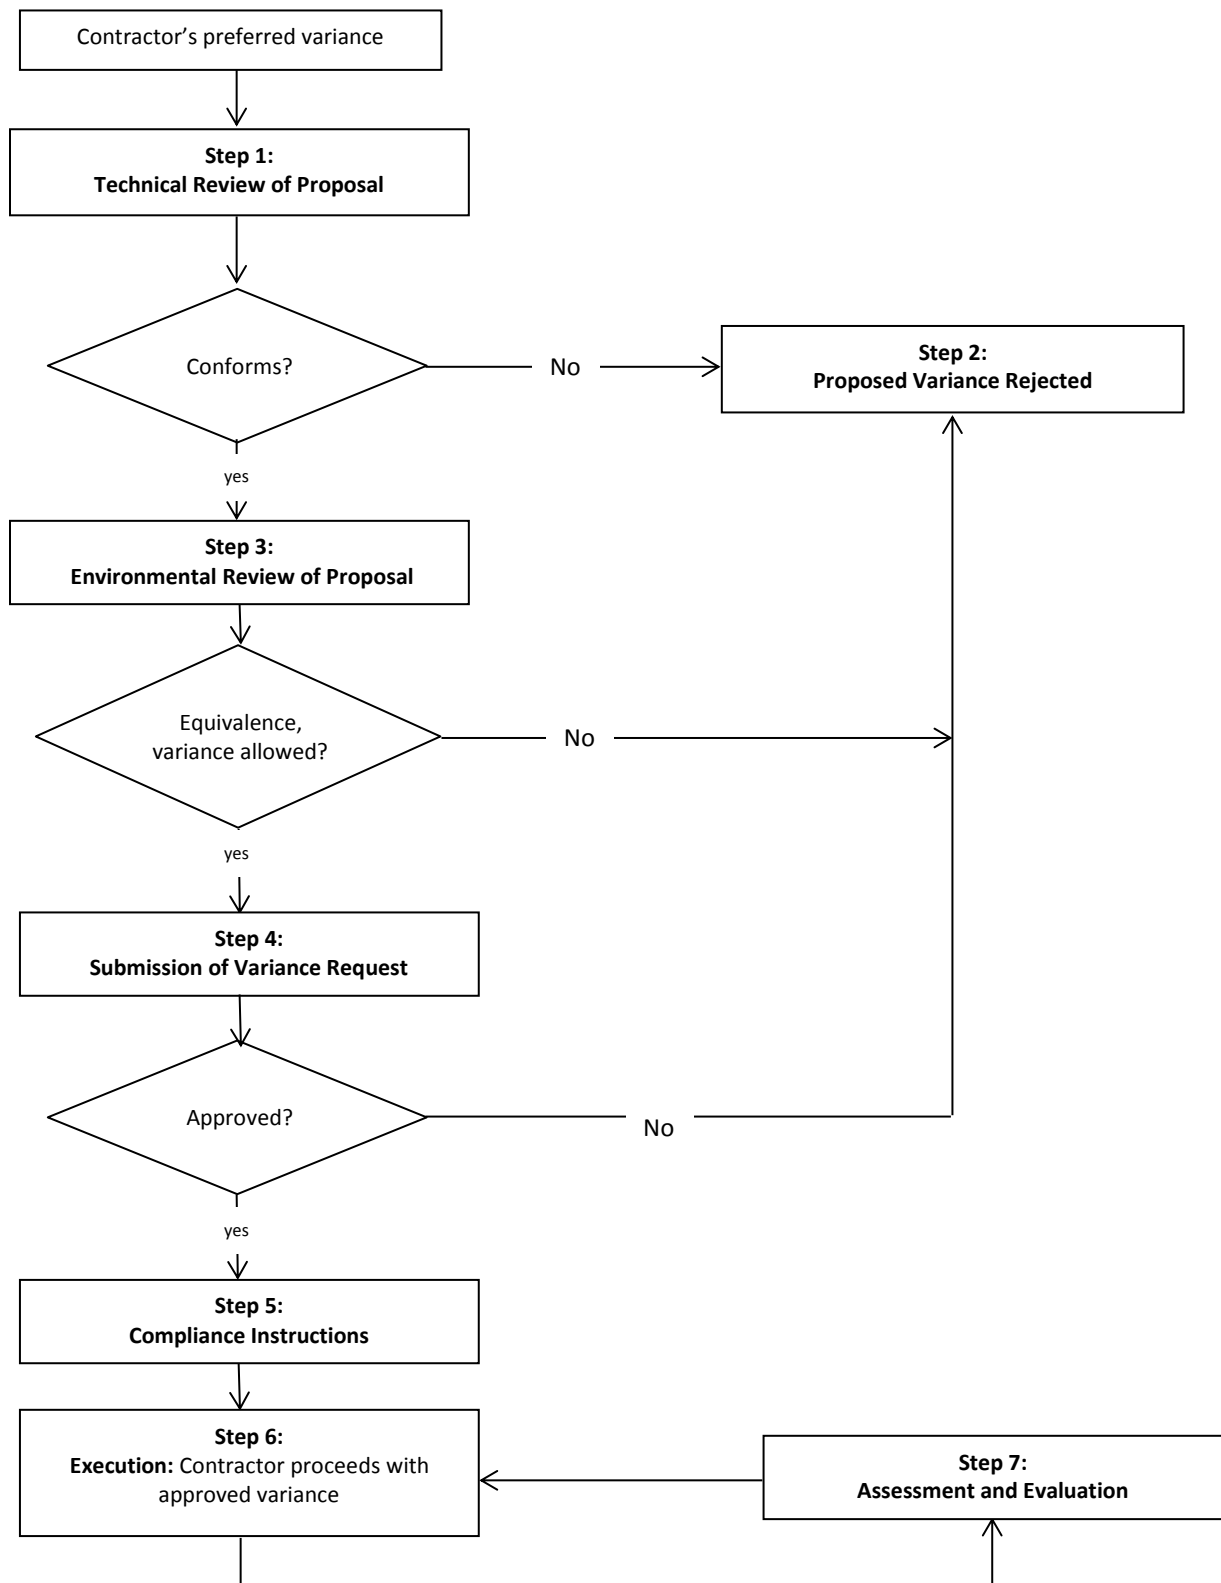 Contractor’s preferred variance
Step 1:
Technical Review of Proposal
Conforms?
No
Step 2:
Proposed Variance Rejected
yes
Step 3:
Environmental Review of Proposal
Equivalence,
variance allowed?
No
yes
Step 4:
Submission of Variance Request
Approved?
No
yes
Step 5:
Compliance Instructions
Step 6:
Execution: Contractor proceeds with
approved variance
Step 7:
Assessment and Evaluation